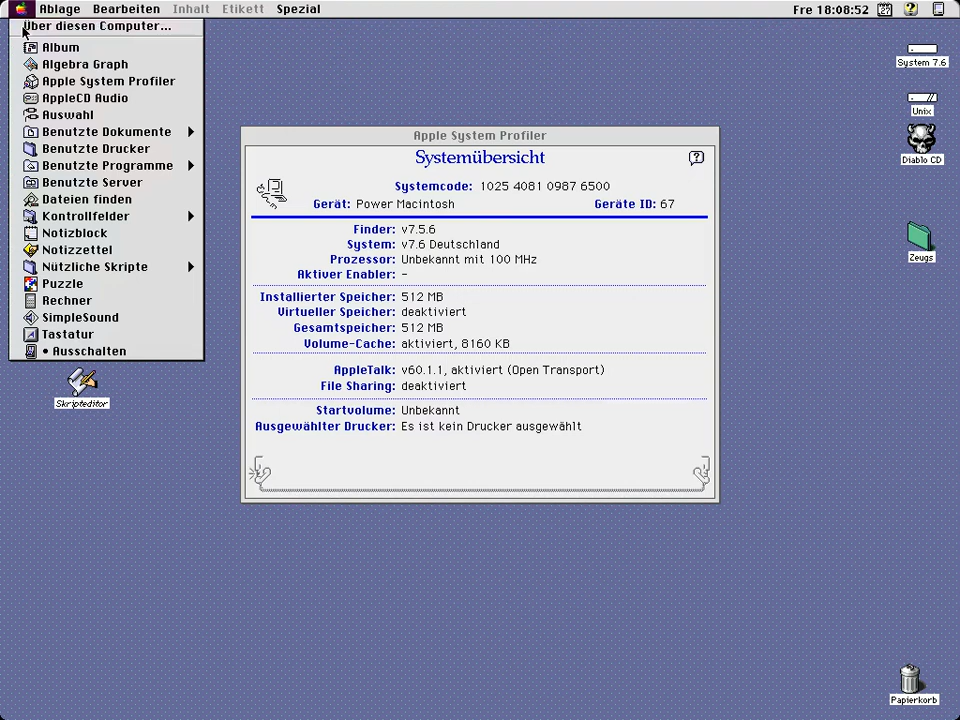 Ablage Bearbeiten Inhalt Etikett Spezial Fre 18:08:52
Über diesen Computer...
Album
Algebra Graph
Apple System Profiler
AppleCD Audio
Auswahl
Benutzte Dokumente
Benutzte Drucker
Benutzte Programme
Benutzte Server
Dateien finden
Kontrollfelder
Notizblock
Notizzettel
Nützliche Skripte
Puzzle
Rechner
SimpleSound
Tastatur
• Ausschalten
Skripteditor
Apple System Profiler
Systemübersicht
Systemcode: 1025 4081 0987 6500
Gerät: Power Macintosh Geräte ID: 67
Finder: v7.5.6
System: v7.6 Deutschland
Prozessor: Unbekannt mit 100 MHz
Aktiver Enabler: -
Installierter Speicher: 512 MB
Virtueller Speicher: deaktiviert
Gesamtspeicher: 512 MB
Volume-Cache: aktiviert, 8160 KB
AppleTalk: v60.1.1, aktiviert (Open Transport)
File Sharing: deaktiviert
Startvolume: Unbekannt
Ausgewählter Drucker: Es ist kein Drucker ausgewählt
System 7.6
Unix
Diablo CD
Zeugs
Papierkorb